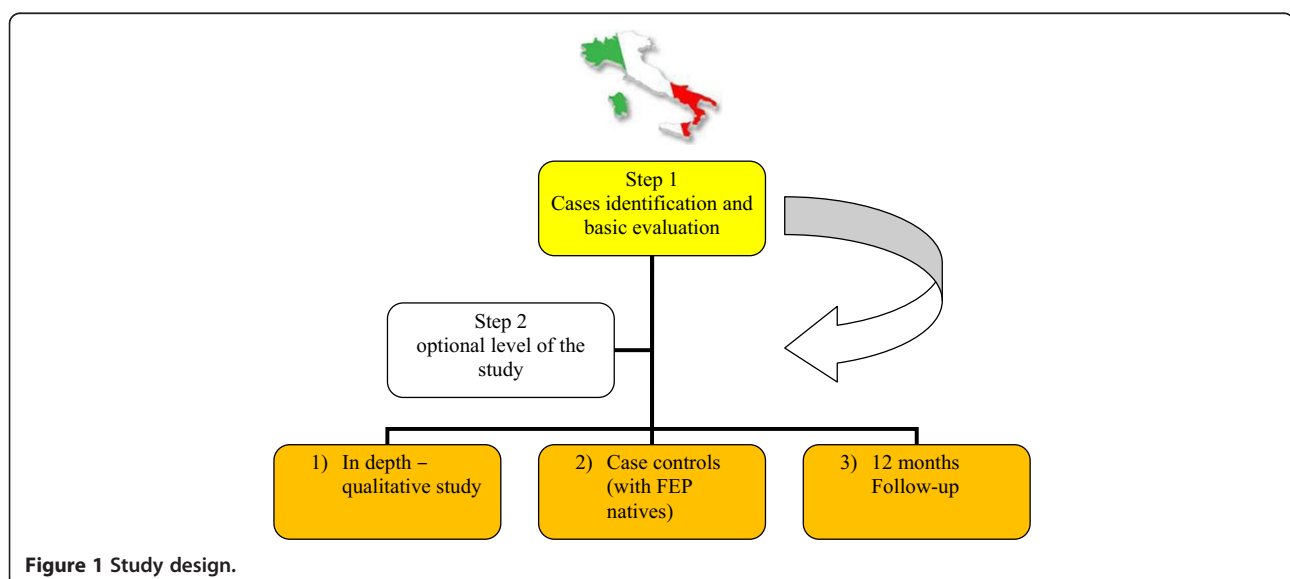 Step 1
Cases identification and
basic evaluation
Step 2
optional level of the
study
1) In depth –
qualitative study
2) Case controls
(with FEP
natives)
3) 12 months
Follow-up
Figure 1 Study design.